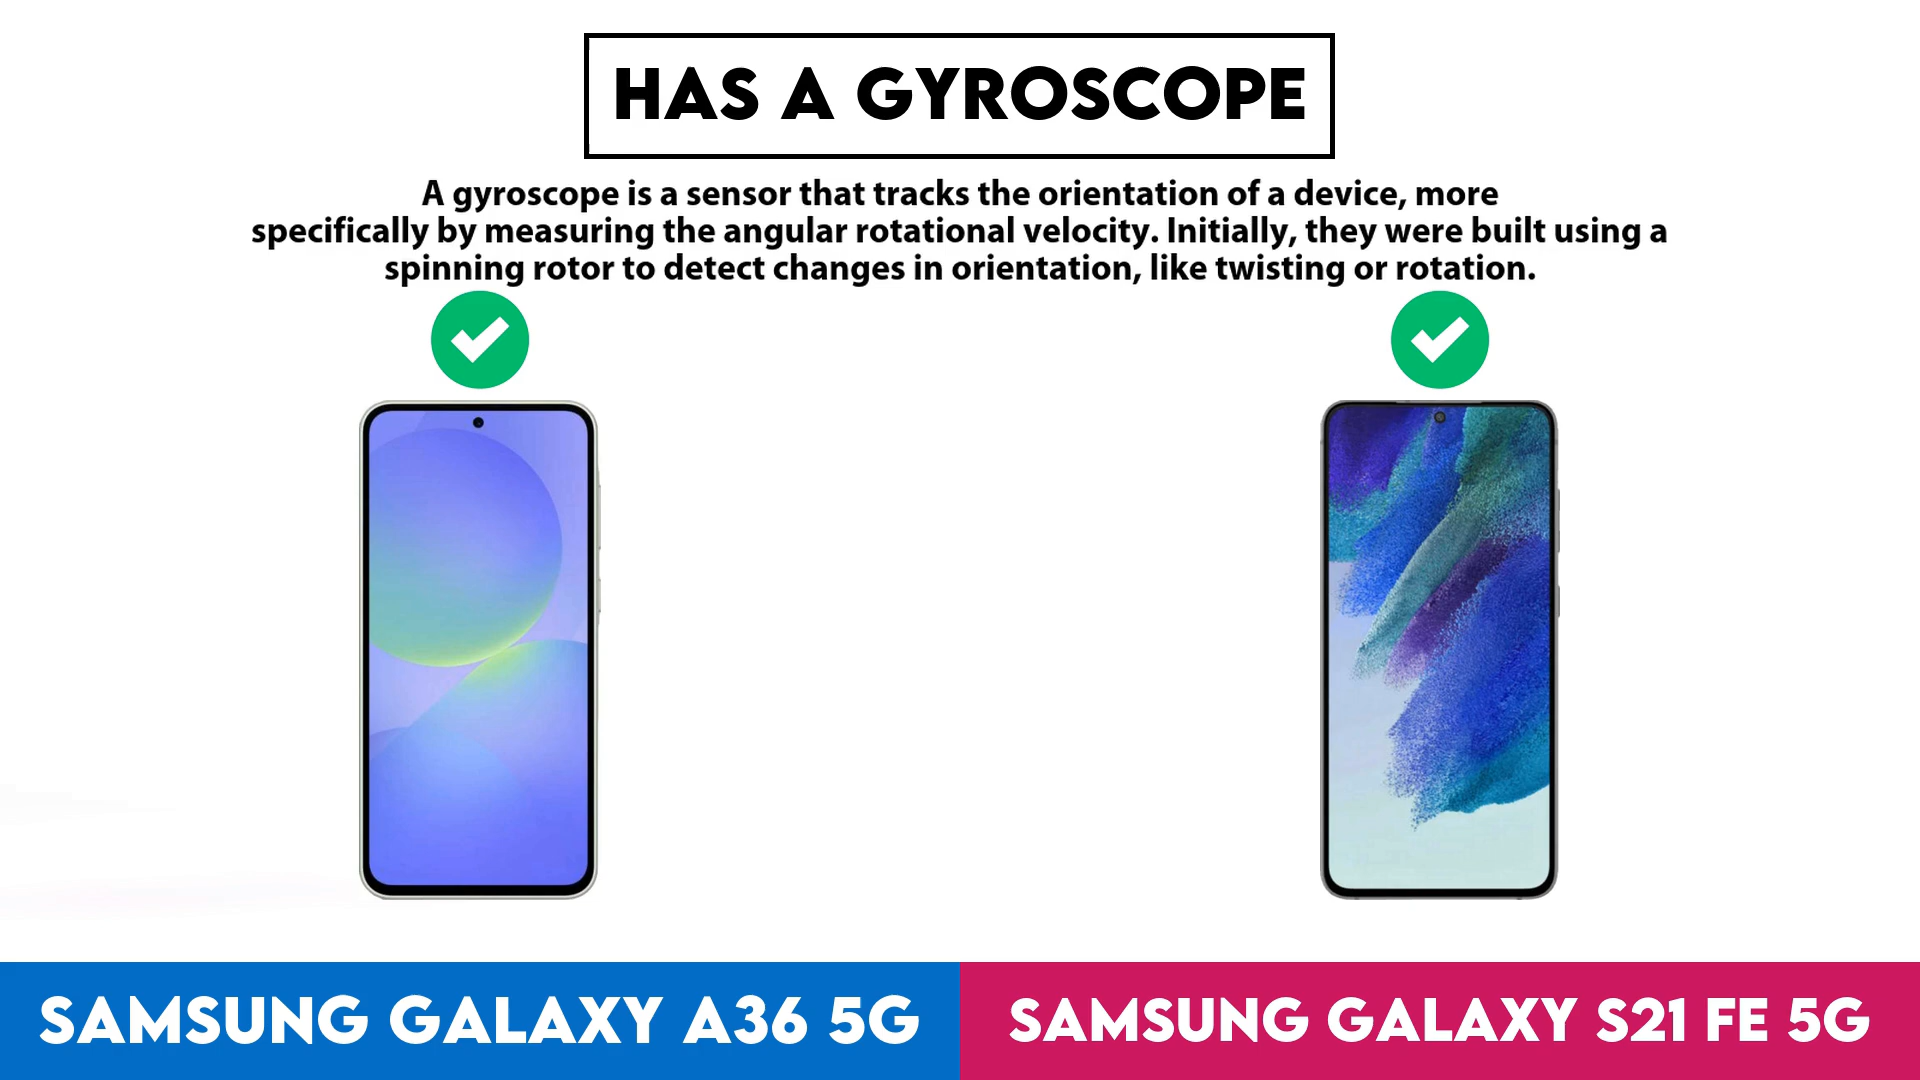 HAS A GYROSCOPE
A gyroscope is a sensor that tracks the orientation of a device, more
specifically by measuring the angular rotational velocity. Initially, they were built using a
spinning rotor to detect changes in orientation, like twisting or rotation.
SAMSUNG GALAXY A36 5G
SAMSUNG GALAXY S21 FE 5G